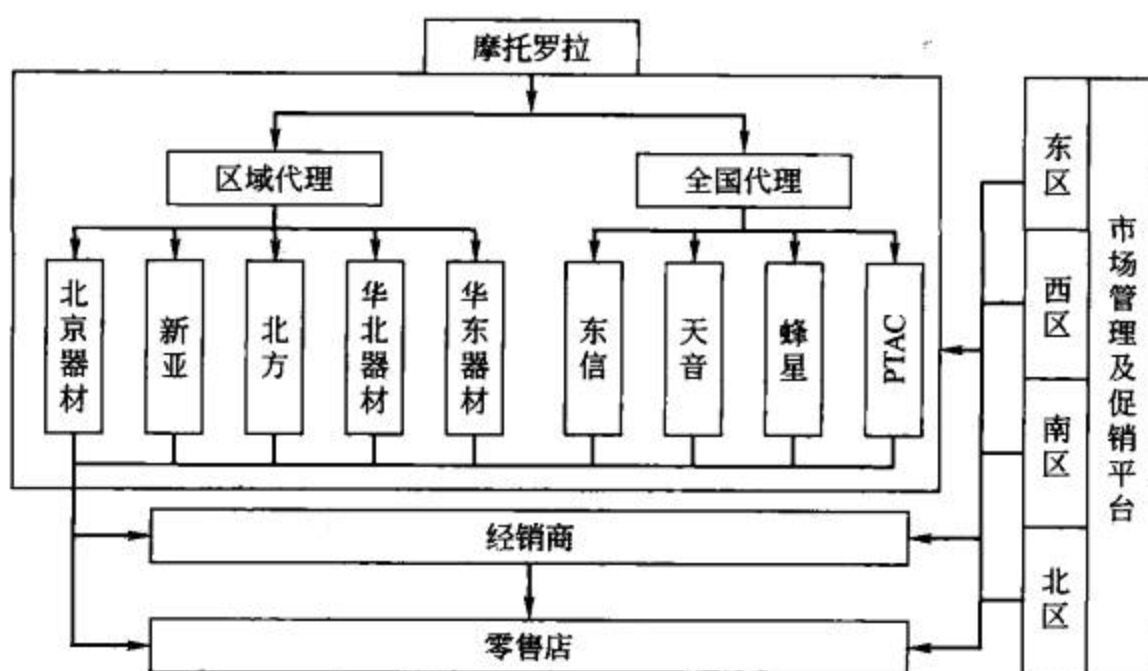 摩托罗拉
区域代理
全国代理
北京器材
新亚
北方
华北器材
华东器材
东信
天音
蜂星
PTAC
经销商
零售店
东区
西区
南区
北区
市场管理及促销平台